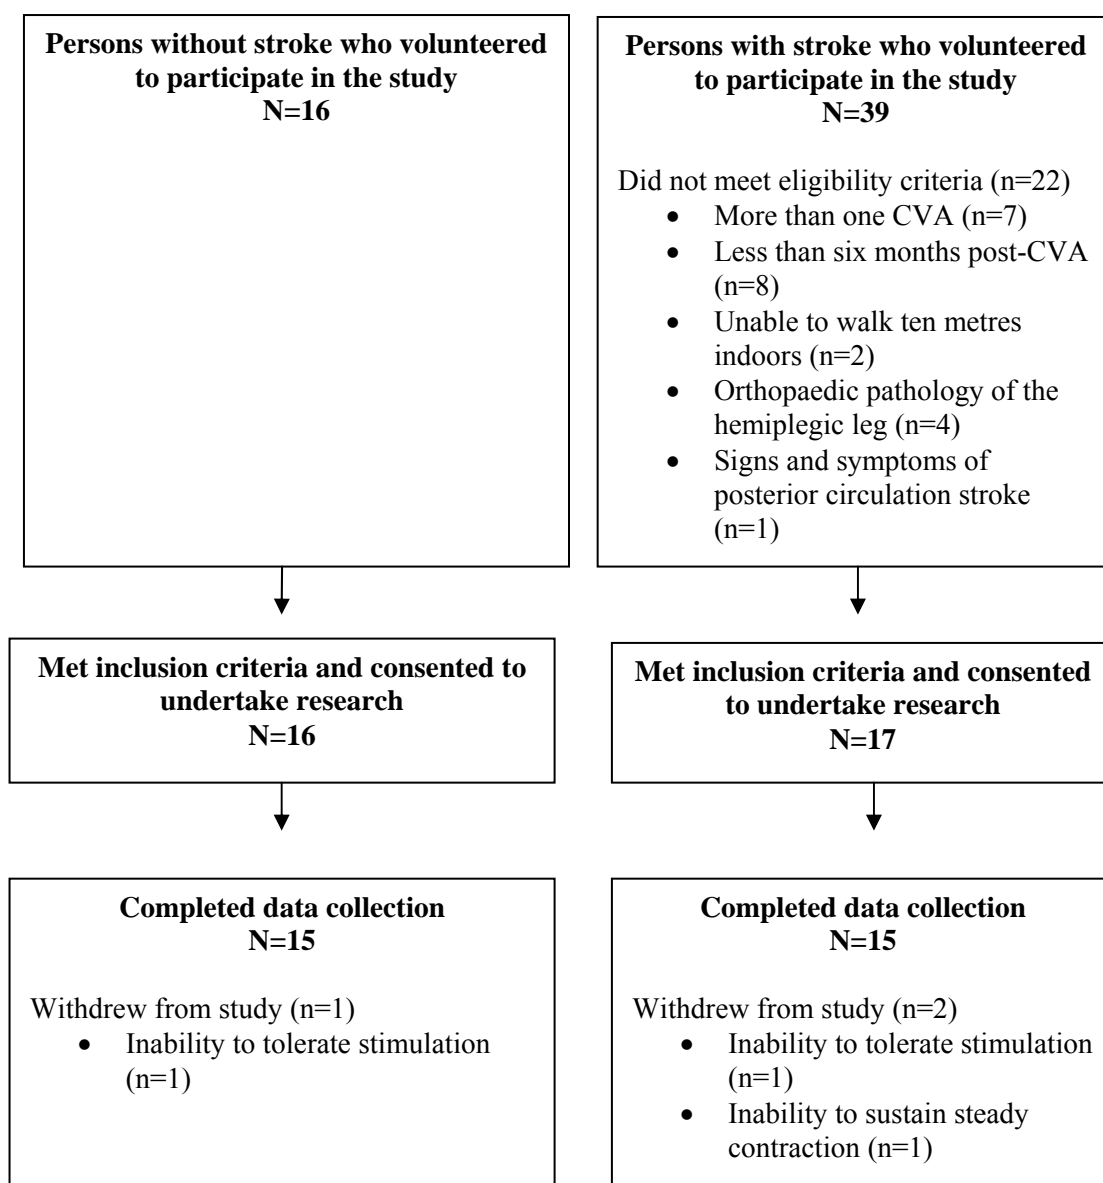 Persons without stroke who volunteered
to participate in the study
N=16
Persons with stroke who volunteered
to participate in the study
N=39
Did not meet eligibility criteria (n=22)
• More than one CVA (n=7)
• Less than six months post-CVA
(n=8)
• Unable to walk ten metres
indoors (n=2)
• Orthopaedic pathology of the
hemiplegic leg (n=4)
• Signs and symptoms of
posterior circulation stroke
(n=1)
Met inclusion criteria and consented to
undertake research
N=16
Met inclusion criteria and consented
to undertake research
N=17
Completed data collection
N=15
Withdrew from study (n=1)
• Inability to tolerate stimulation
(n=1)
Completed data collection
N=15
Withdrew from study (n=2)
• Inability to tolerate stimulation
(n=1)
• Inability to sustain steady
contraction (n=1)